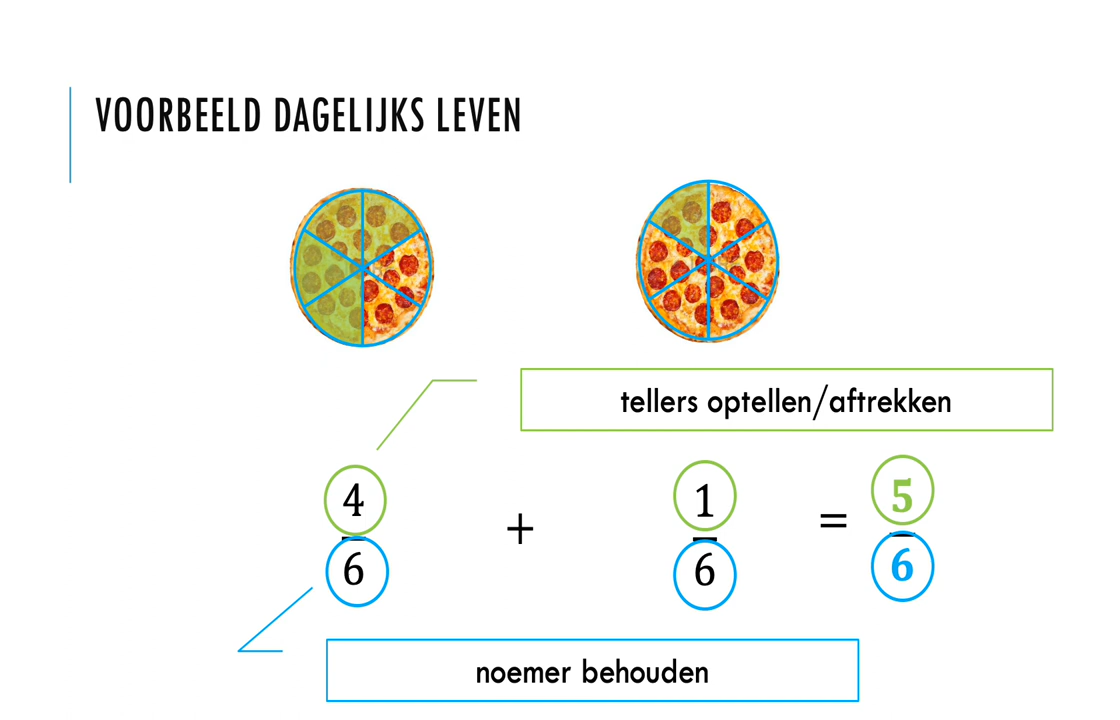 VOORBEELD DAGELIJKS LEVEN
tellers optellen/aftrekken
4 + 1 = 5
6 6 6
noemer behouden